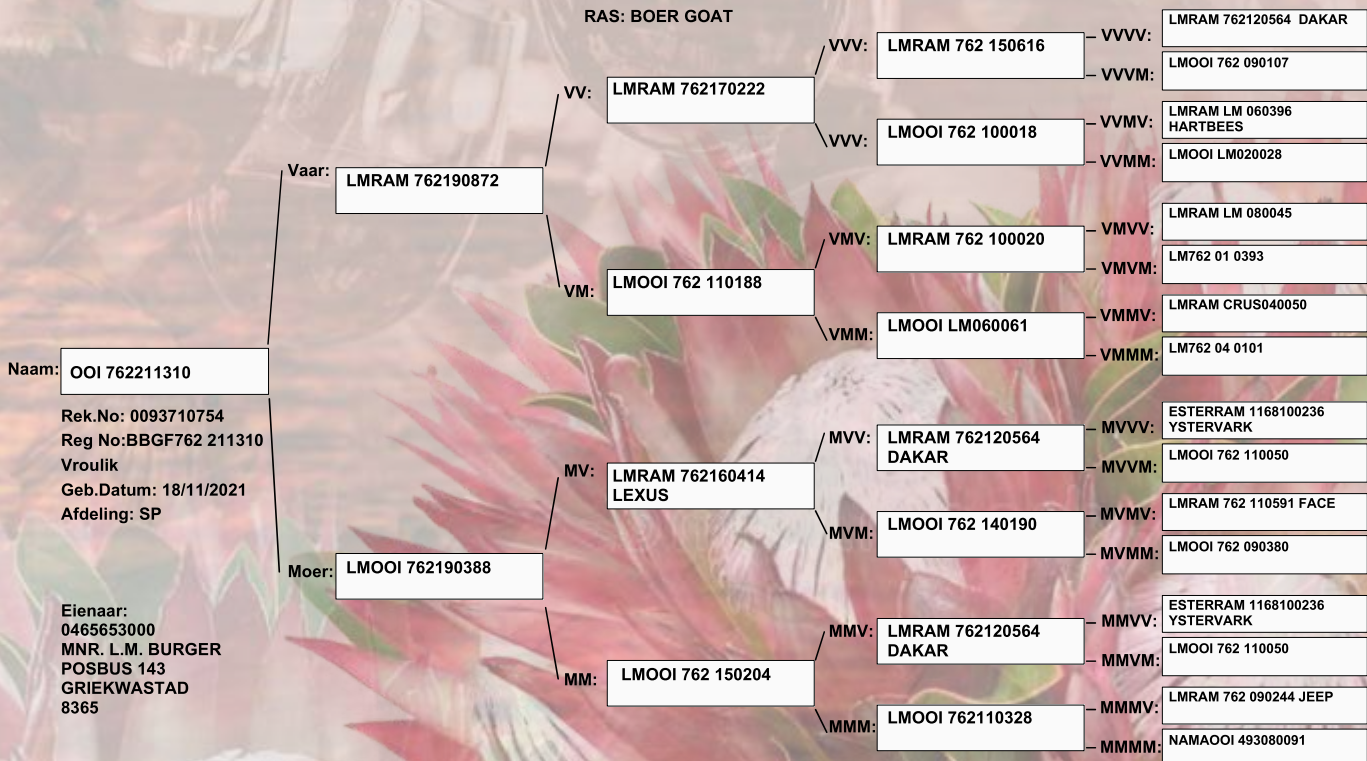 RAS: BOER GOAT
Naam:
OOI 762211310
Rek.No: 0093710754
Reg No:BBGF762 211310
Vroulik
Geb.Datum: 18/11/2021
Afdeling: SP
Eienaar:
0465653000
MNR. L.M. BURGER
POSBUS 143
GRIEKWASTAD
8365
Vaar:
LMRAM 762190872
Moer:
LMOOI 762190388
VV:
LMRAM 762170222
VM:
LMOOI 762 110188
MV:
LMRAM 762160414
LEXUS
MM:
LMOOI 762 150204
VVV:
LMRAM 762 150616
VVV:
LMOOI 762 100018
VMV:
LMRAM 762 100020
VMM:
LMOOI LM060061
MVV:
LMRAM 762120564
DAKAR
MVM:
LMOOI 762 140190
MMV:
LMRAM 762120564
DAKAR
MMM:
LMOOI 762110328
VVVV:
LMRAM 762120564 DAKAR
VVVM:
LMOOI 762 090107
VVMV:
LMRAM LM 060396
HARTBEES
VVMM:
LMOOI LM020028
VMVV:
LMRAM LM 080045
VMVM:
LM762 01 0393
VMMV:
LMRAM CRUS040050
VMMM:
LM762 04 0101
MVVV:
ESTERRAM 1168100236
YSTERVARK
MVVM:
LMOOI 762 110050
MVMV:
LMRAM 762 110591 FACE
MVMM:
LMOOI 762 090380
MMVV:
ESTERRAM 1168100236
YSTERVARK
MMVM:
LMOOI 762 110050
MMMV:
LMRAM 762 090244 JEEP
MMMM:
NAMAOOI 493080091